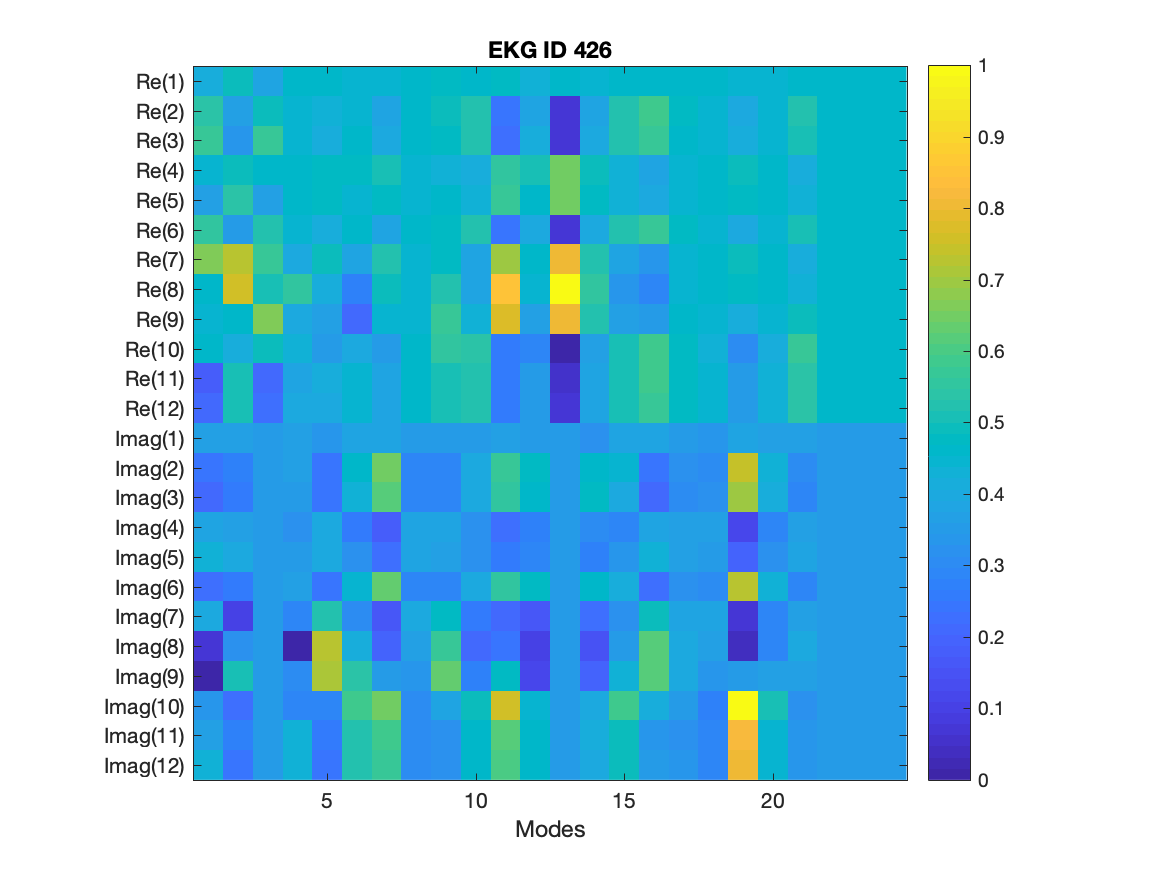 EKG ID 426
Re(1)
Re(2)
Re(3)
Re(4)
Re(5)
Re(6)
Re(7)
Re(8)
Re(9)
Re(10)
Re(11)
Re(12)
Imag(1)
Imag(2)
Imag(3)
Imag(4)
Imag(5)
Imag(6)
Imag(7)
Imag(8)
Imag(9)
Imag(10)
Imag(11)
Imag(12)
5 10 15 20
Modes
1
0.9
0.8
0.7
0.6
0.5
0.4
0.3
0.2
0.1
0